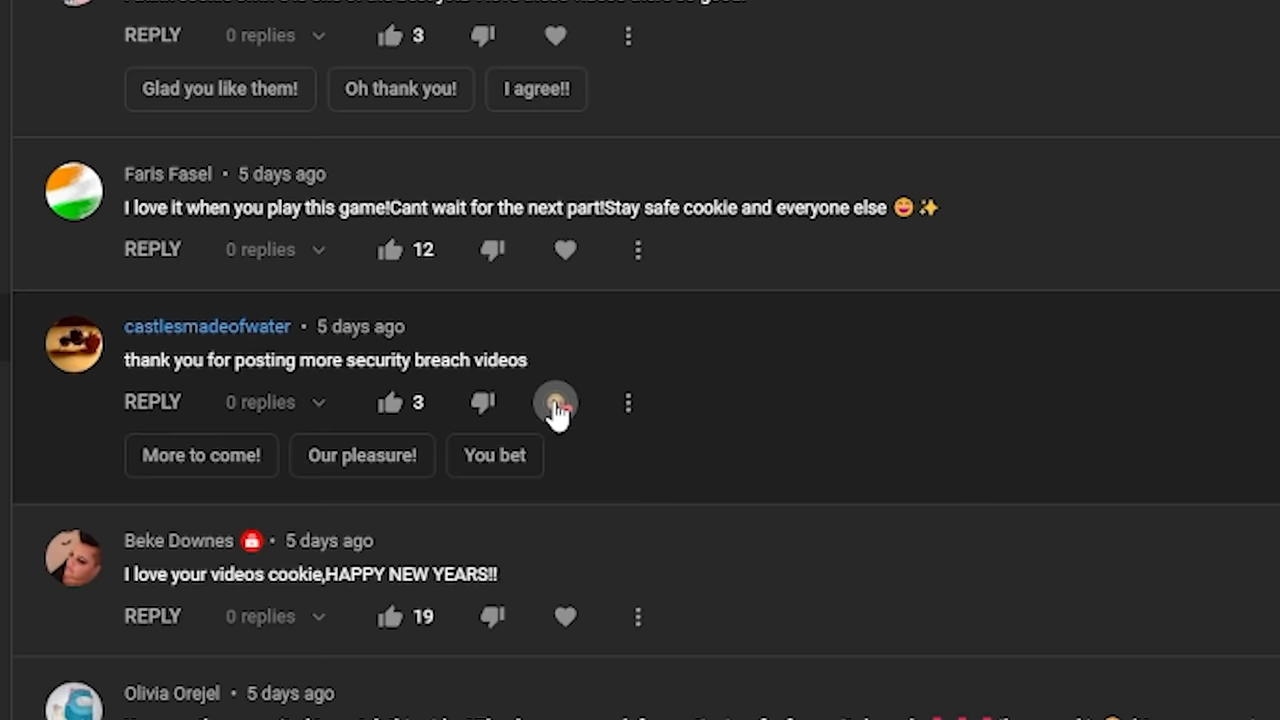 REPLY 0 replies 3
Glad you like them! Oh thank you! I agree!!
Faris Fasel • 5 days ago
I love it when you play this game!Cant wait for the next part!Stay safe cookie and everyone else 😄 ✨
REPLY 0 replies 12
castlesmadeofwater • 5 days ago
thank you for posting more security breach videos
REPLY 0 replies 3
More to come! Our pleasure! You bet
Beke Downes • 5 days ago
I love your videos cookie,HAPPY NEW YEARS!!
REPLY 0 replies 19
Olivia Orejel • 5 days ago